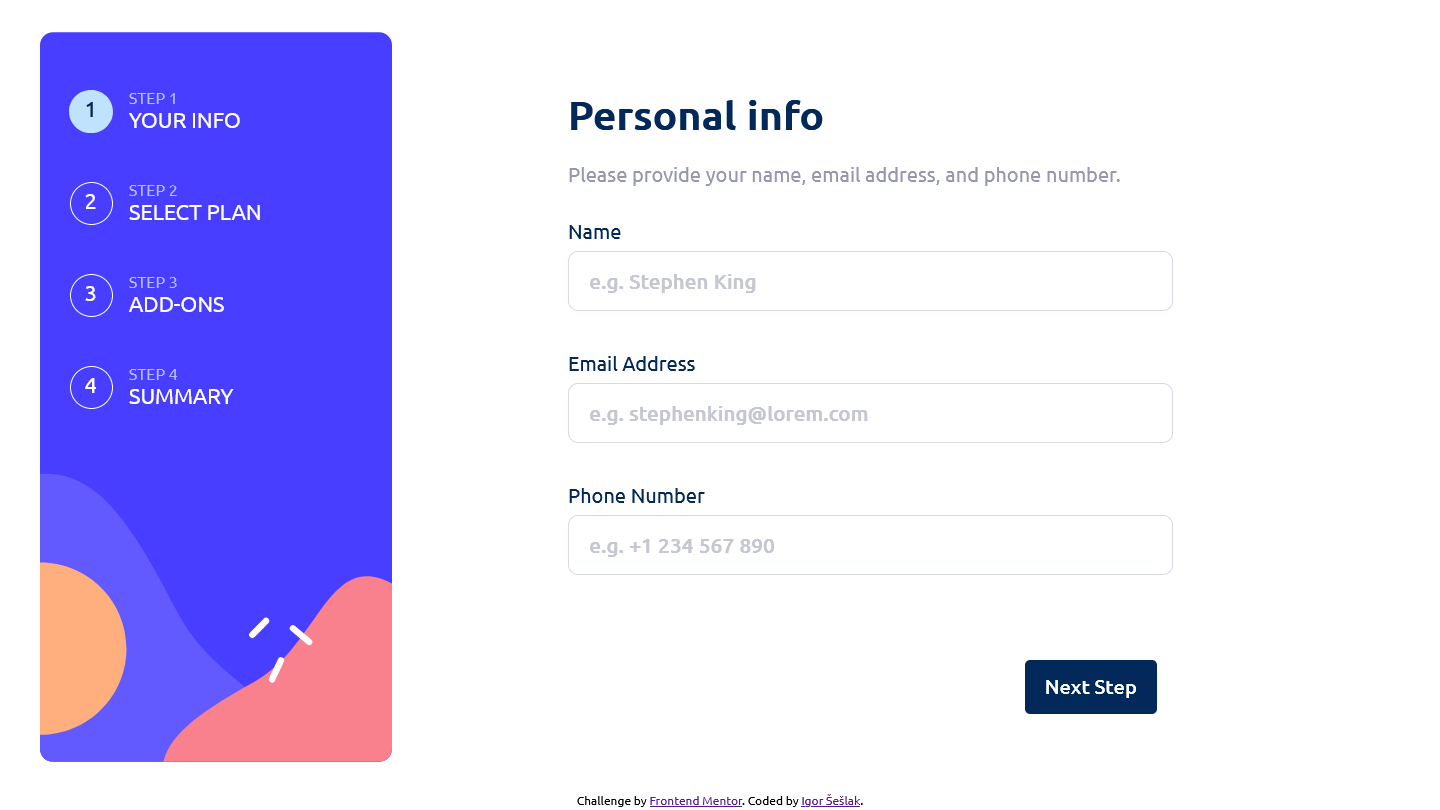 1
STEP 1
YOUR INFO
2
STEP 2
SELECT PLAN
3
STEP 3
ADD-ONS
4
STEP 4
SUMMARY
Personal info
Please provide your name, email address, and phone number.
Name
e.g. Stephen King
Email Address
e.g. stephenking@lorem.com
Phone Number
e.g. +1 234 567 890
Next Step
Challenge by Frontend Mentor. Coded by Igor Šešlak.